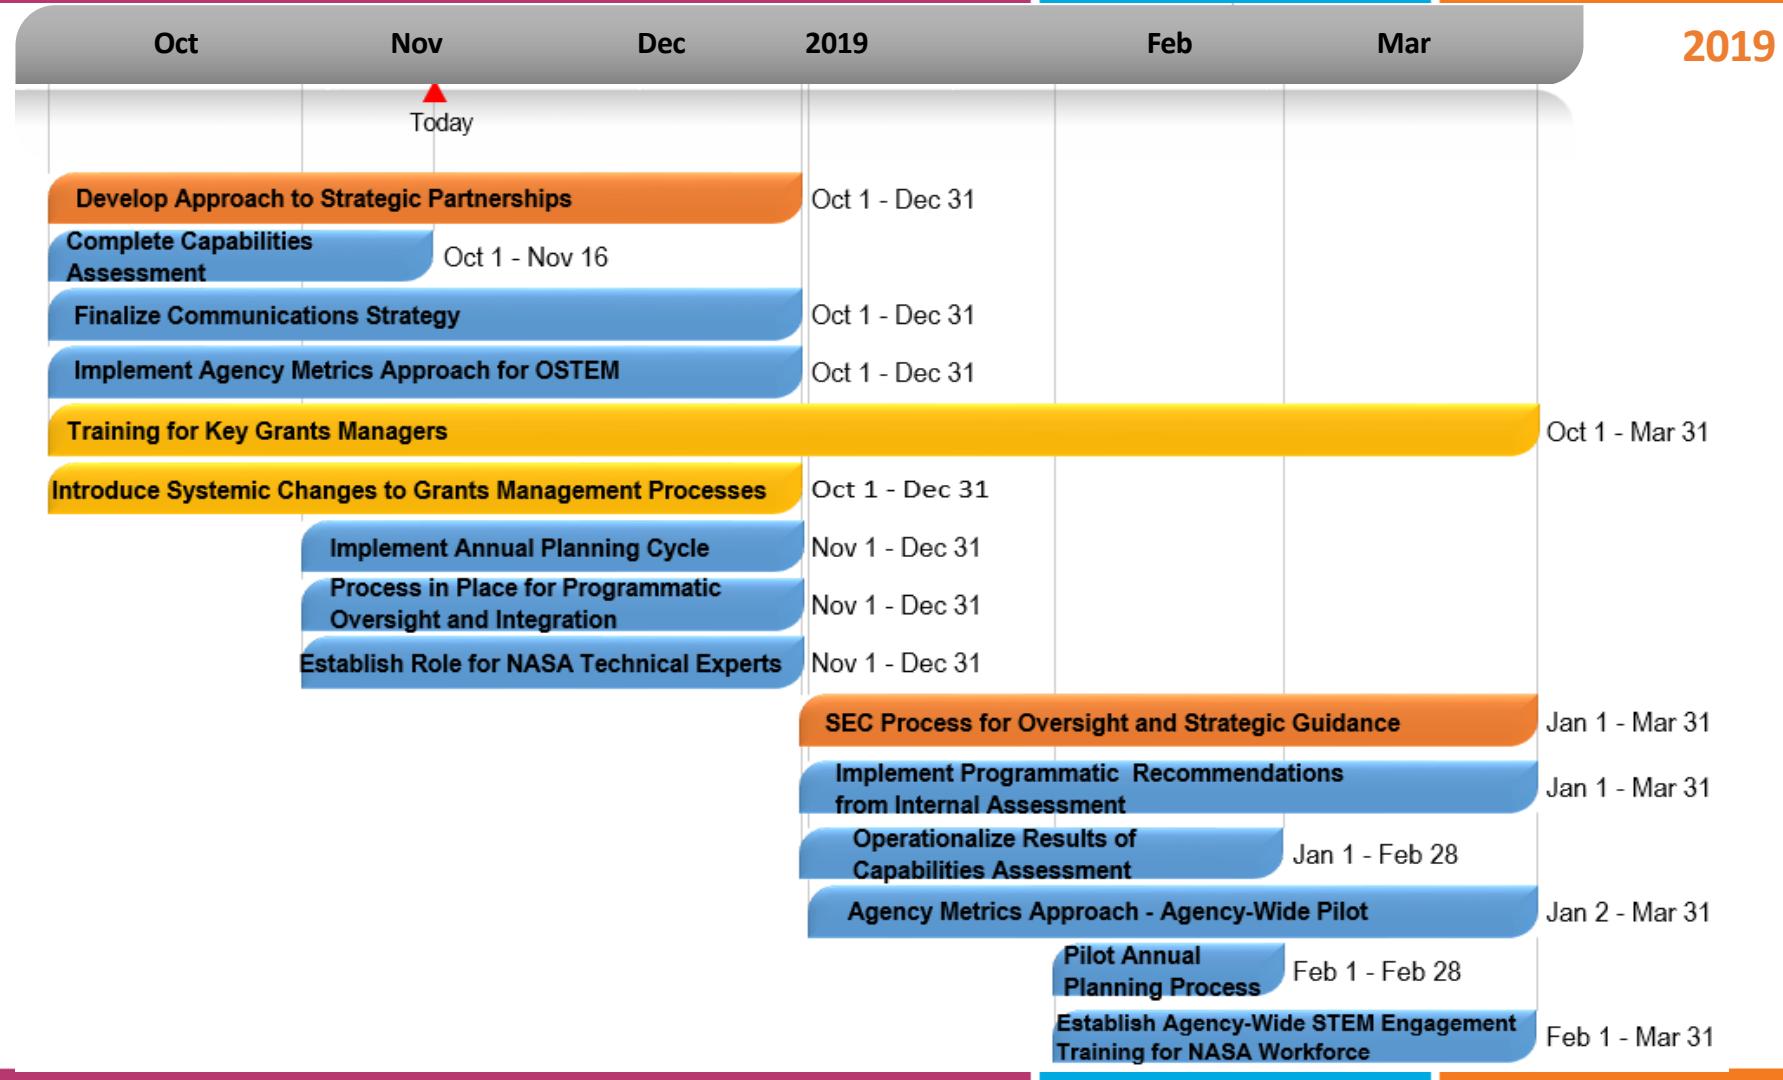 Oct Nov Dec 2019 Feb Mar 2019
Today
Develop Approach to Strategic Partnerships Oct 1 - Dec 31
Complete Capabilities
Assessment
Oct 1 - Nov 16
Finalize Communications Strategy Oct 1 - Dec 31
Implement Agency Metrics Approach for OSTEM Oct 1 - Dec 31
Training for Key Grants Managers Oct 1 - Mar 31
Introduce Systemic Changes to Grants Management Processes Oct 1 - Dec 31
Implement Annual Planning Cycle Nov 1 - Dec 31
Process in Place for Programmatic
Oversight and Integration
Nov 1 - Dec 31
Establish Role for NASA Technical Experts Nov 1 - Dec 31
SEC Process for Oversight and Strategic Guidance Jan 1 - Mar 31
Implement Programmatic Recommendations
from Internal Assessment
Jan 1 - Mar 31
Operationalize Results of
Capabilities Assessment
Jan 1 - Feb 28
Agency Metrics Approach - Agency-Wide Pilot Jan 2 - Mar 31
Pilot Annual
Planning Process
Feb 1 - Feb 28
Establish Agency-Wide STEM Engagement
Training for NASA Workforce
Feb 1 - Mar 31